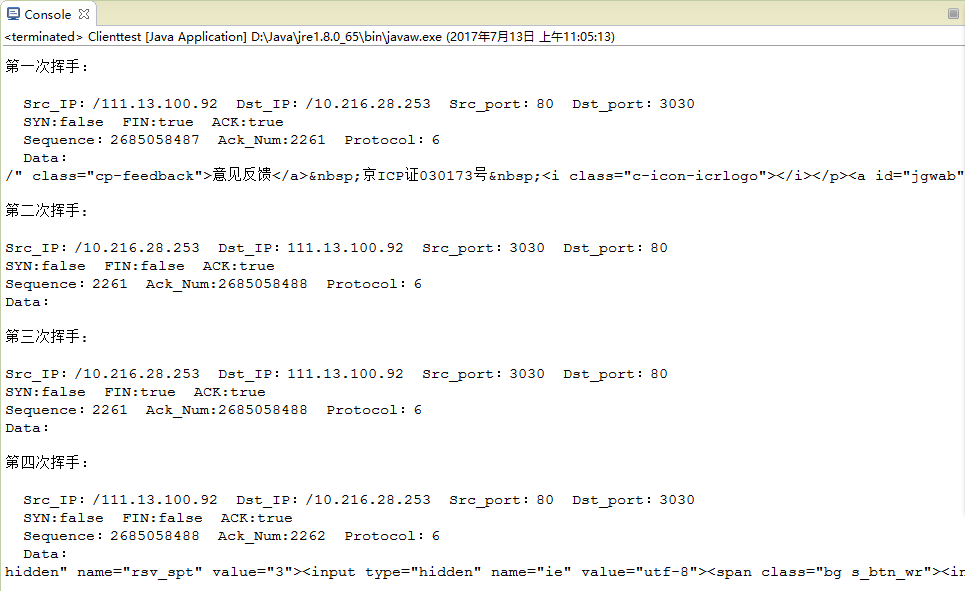 Console
<terminated> Clienttest [Java Application] D:\Java\jre1.8.0_65\bin\javaw.exe (2017年7月13日 上午11:05:13)
第一次挥手：
Src_IP：/111.13.100.92  Dst_IP：/10.216.28.253  Src_port：80  Dst_port：3030
SYN:false  FIN:true  ACK:true
Sequence：2685058487  Ack_Num:2261  Protocol：6
Data：
/" class="cp-feedback">意见反馈</a>&nbsp;京ICP证030173号&nbsp;<i class="c-icon-icrlogo"></i></p><a id="jgwab"
第二次挥手：
Src_IP：/10.216.28.253  Dst_IP：111.13.100.92  Src_port：3030  Dst_port：80
SYN:false  FIN:false  ACK:true
Sequence：2261  Ack_Num:2685058488  Protocol：6
Data：
第三次挥手：
Src_IP：/10.216.28.253  Dst_IP：111.13.100.92  Src_port：3030  Dst_port：80
SYN:false  FIN:true  ACK:true
Sequence：2261  Ack_Num:2685058488  Protocol：6
Data：
第四次挥手：
Src_IP：/111.13.100.92  Dst_IP：/10.216.28.253  Src_port：80  Dst_port：3030
SYN:false  FIN:false  ACK:true
Sequence：2685058488  Ack_Num:2262  Protocol：6
Data：
hidden" name="rsv_spt" value="3"><input type="hidden" name="ie" value="utf-8"><span class="bg s_btn_wr"><in